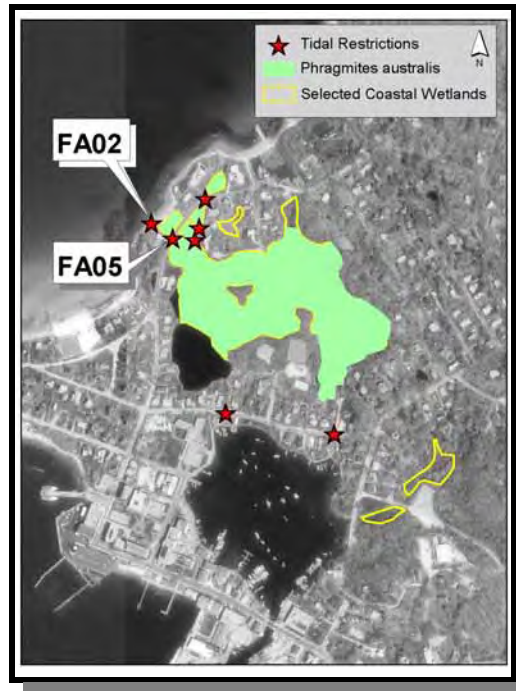 Tidal Restrictions
Phragmites australis
Selected Coastal Wetlands
N
FA02
FA05